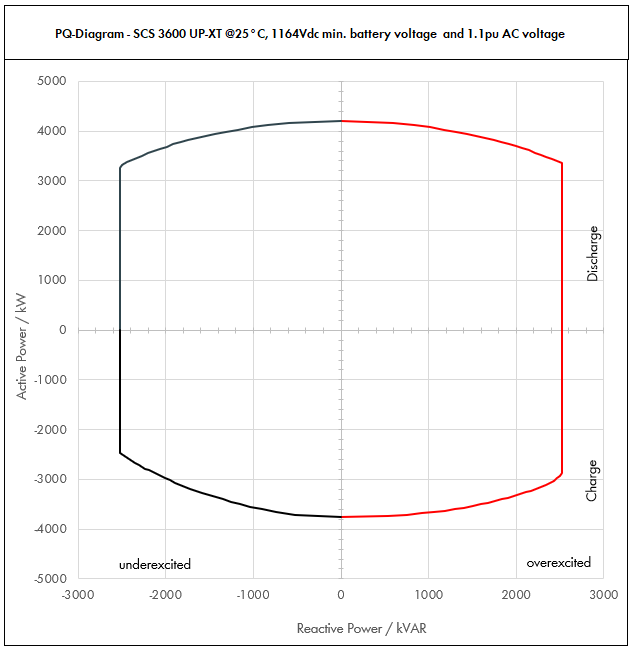 PQ-Diagram - SCS 3600 UP-XT @25°C, 1164Vdc min. battery voltage and 1.1pu AC voltage
5000
4000
3000
2000
1000
0
-1000
-2000
-3000
-4000
-5000
Active Power / kW
Discharge
Charge
underexcited
overexcited
-3000
-2000
-1000
0
1000
2000
3000
Reactive Power / kVAR